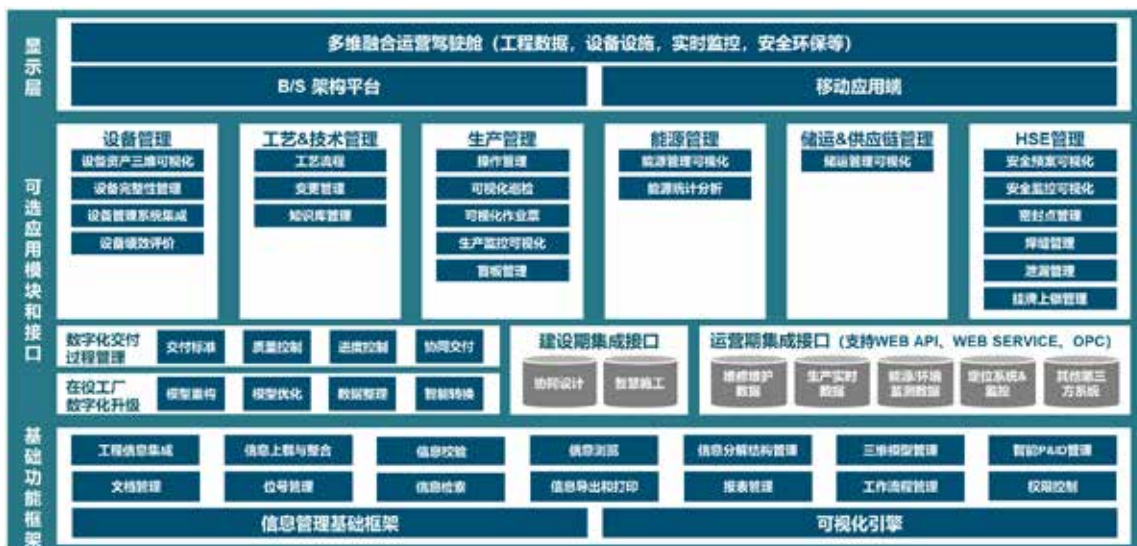 显示层
多维融合运营驾驶舱（工程数据，设备设施，实时监控，安全环保等）
B/S 架构平台
移动应用端
可选应用模块和接口
设备管理
设备资产三维可视化
设备完整性管理
设备管理系统集成
设备绩效评价
工艺&技术管理
工艺流程
变更管理
知识库管理
生产管理
操作管理
可视化巡检
可视化作业票
生产监控可视化
盲板管理
能源管理
能源管理可视化
能源统计分析
储运&供应链管理
储运管理可视化
HSE管理
安全预案可视化
安全监控可视化
密封点管理
焊缝管理
泄漏管理
挂牌上锁管理
数字化交付
过程管理
交付标准
质量控制
进度控制
协同交付
在役工厂
数字化升级
模型重构
模型优化
数据整理
智能转换
建设期集成接口
协同设计
智慧施工
运营期集成接口（支持WEB API、WEB SERVICE、OPC）
维修维护
数据
生产实时
数据
能源/环境
监测数据
定位系统&
监控
其他第三
方系统
基础功能框架
工程信息集成
信息上载与整合
信息校验
信息浏览
信息分解结构管理
三维模型管理
智能P&ID管理
文档管理
位号管理
信息检索
信息导出和打印
报表管理
工作流程管理
权限控制
信息管理基础框架
可视化引擎